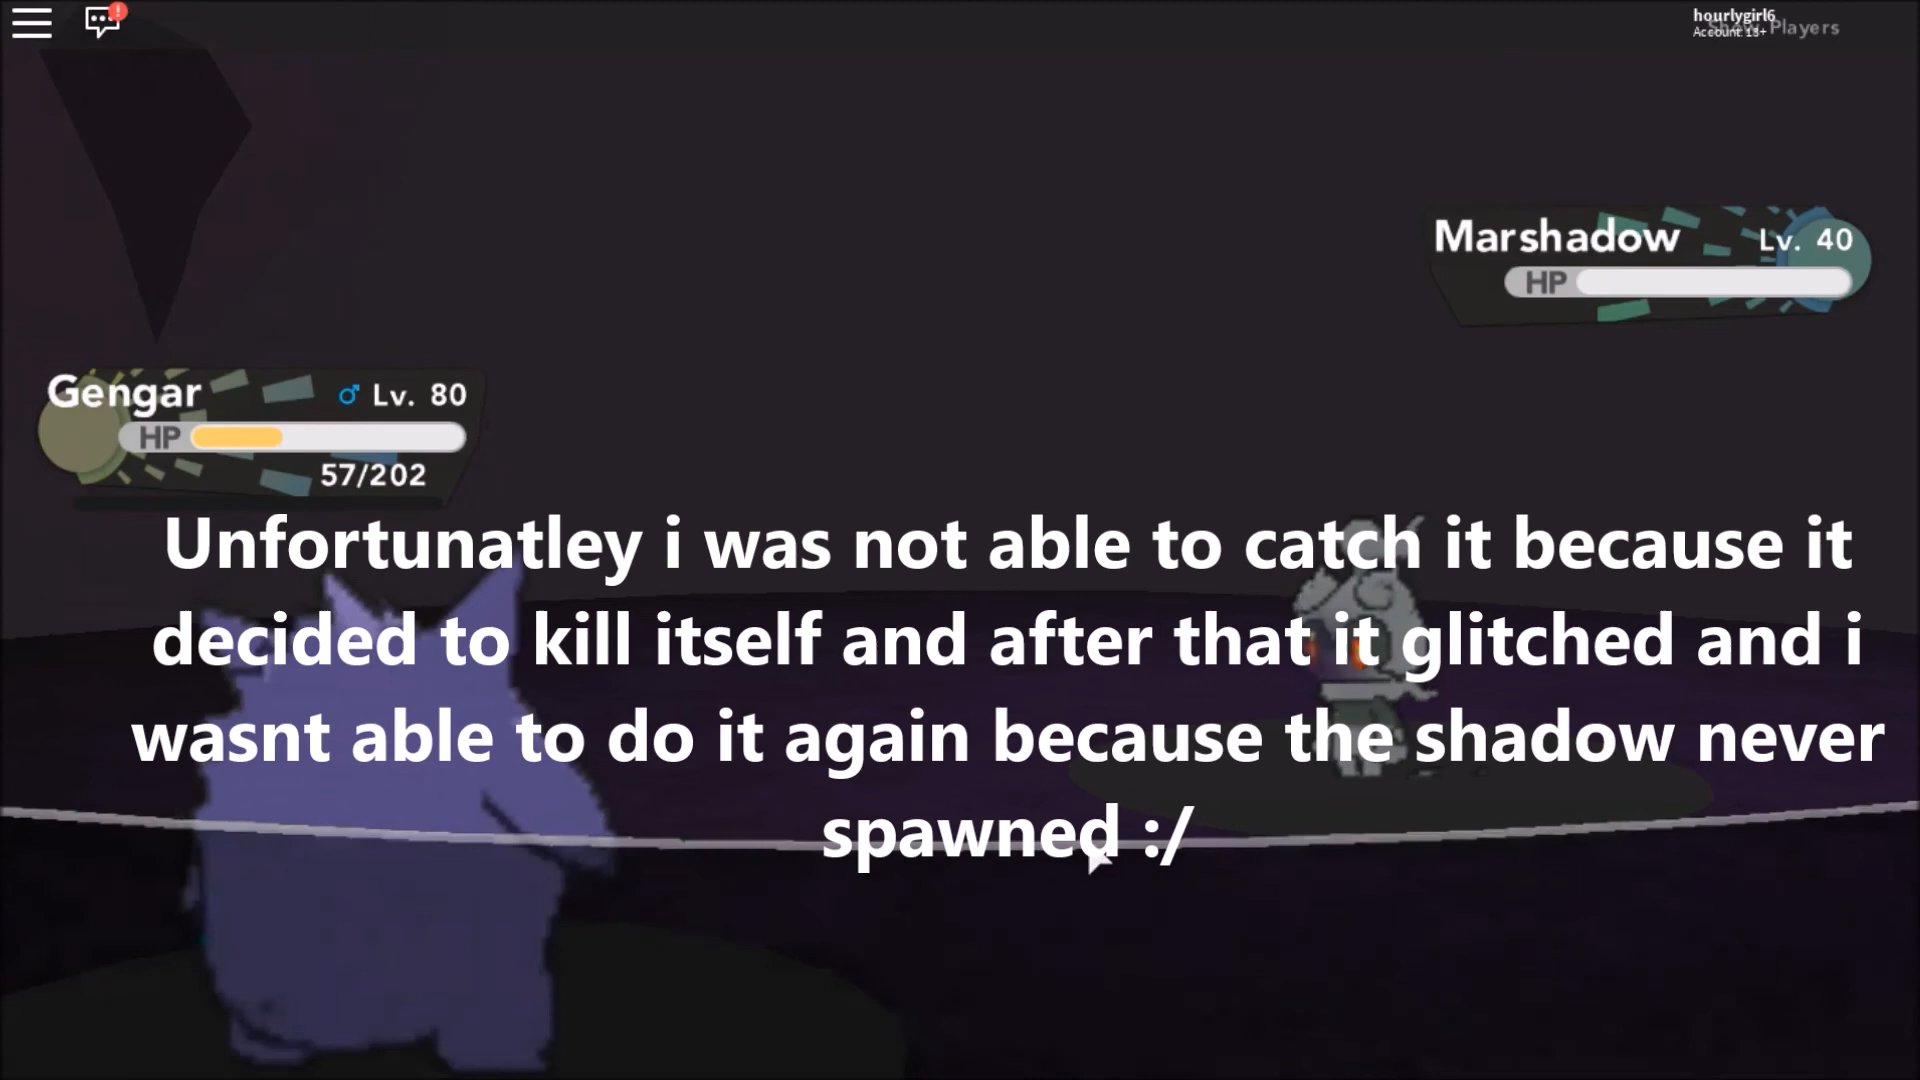 hourlygirl6
Show Players
Account: 13+
Marshadow Lv. 40
HP
Gengar ♂ Lv. 80
HP
57/202
Unfortunatley i was not able to catch it because it
decided to kill itself and after that it glitched and i
wasnt able to do it again because the shadow never
spawned :/